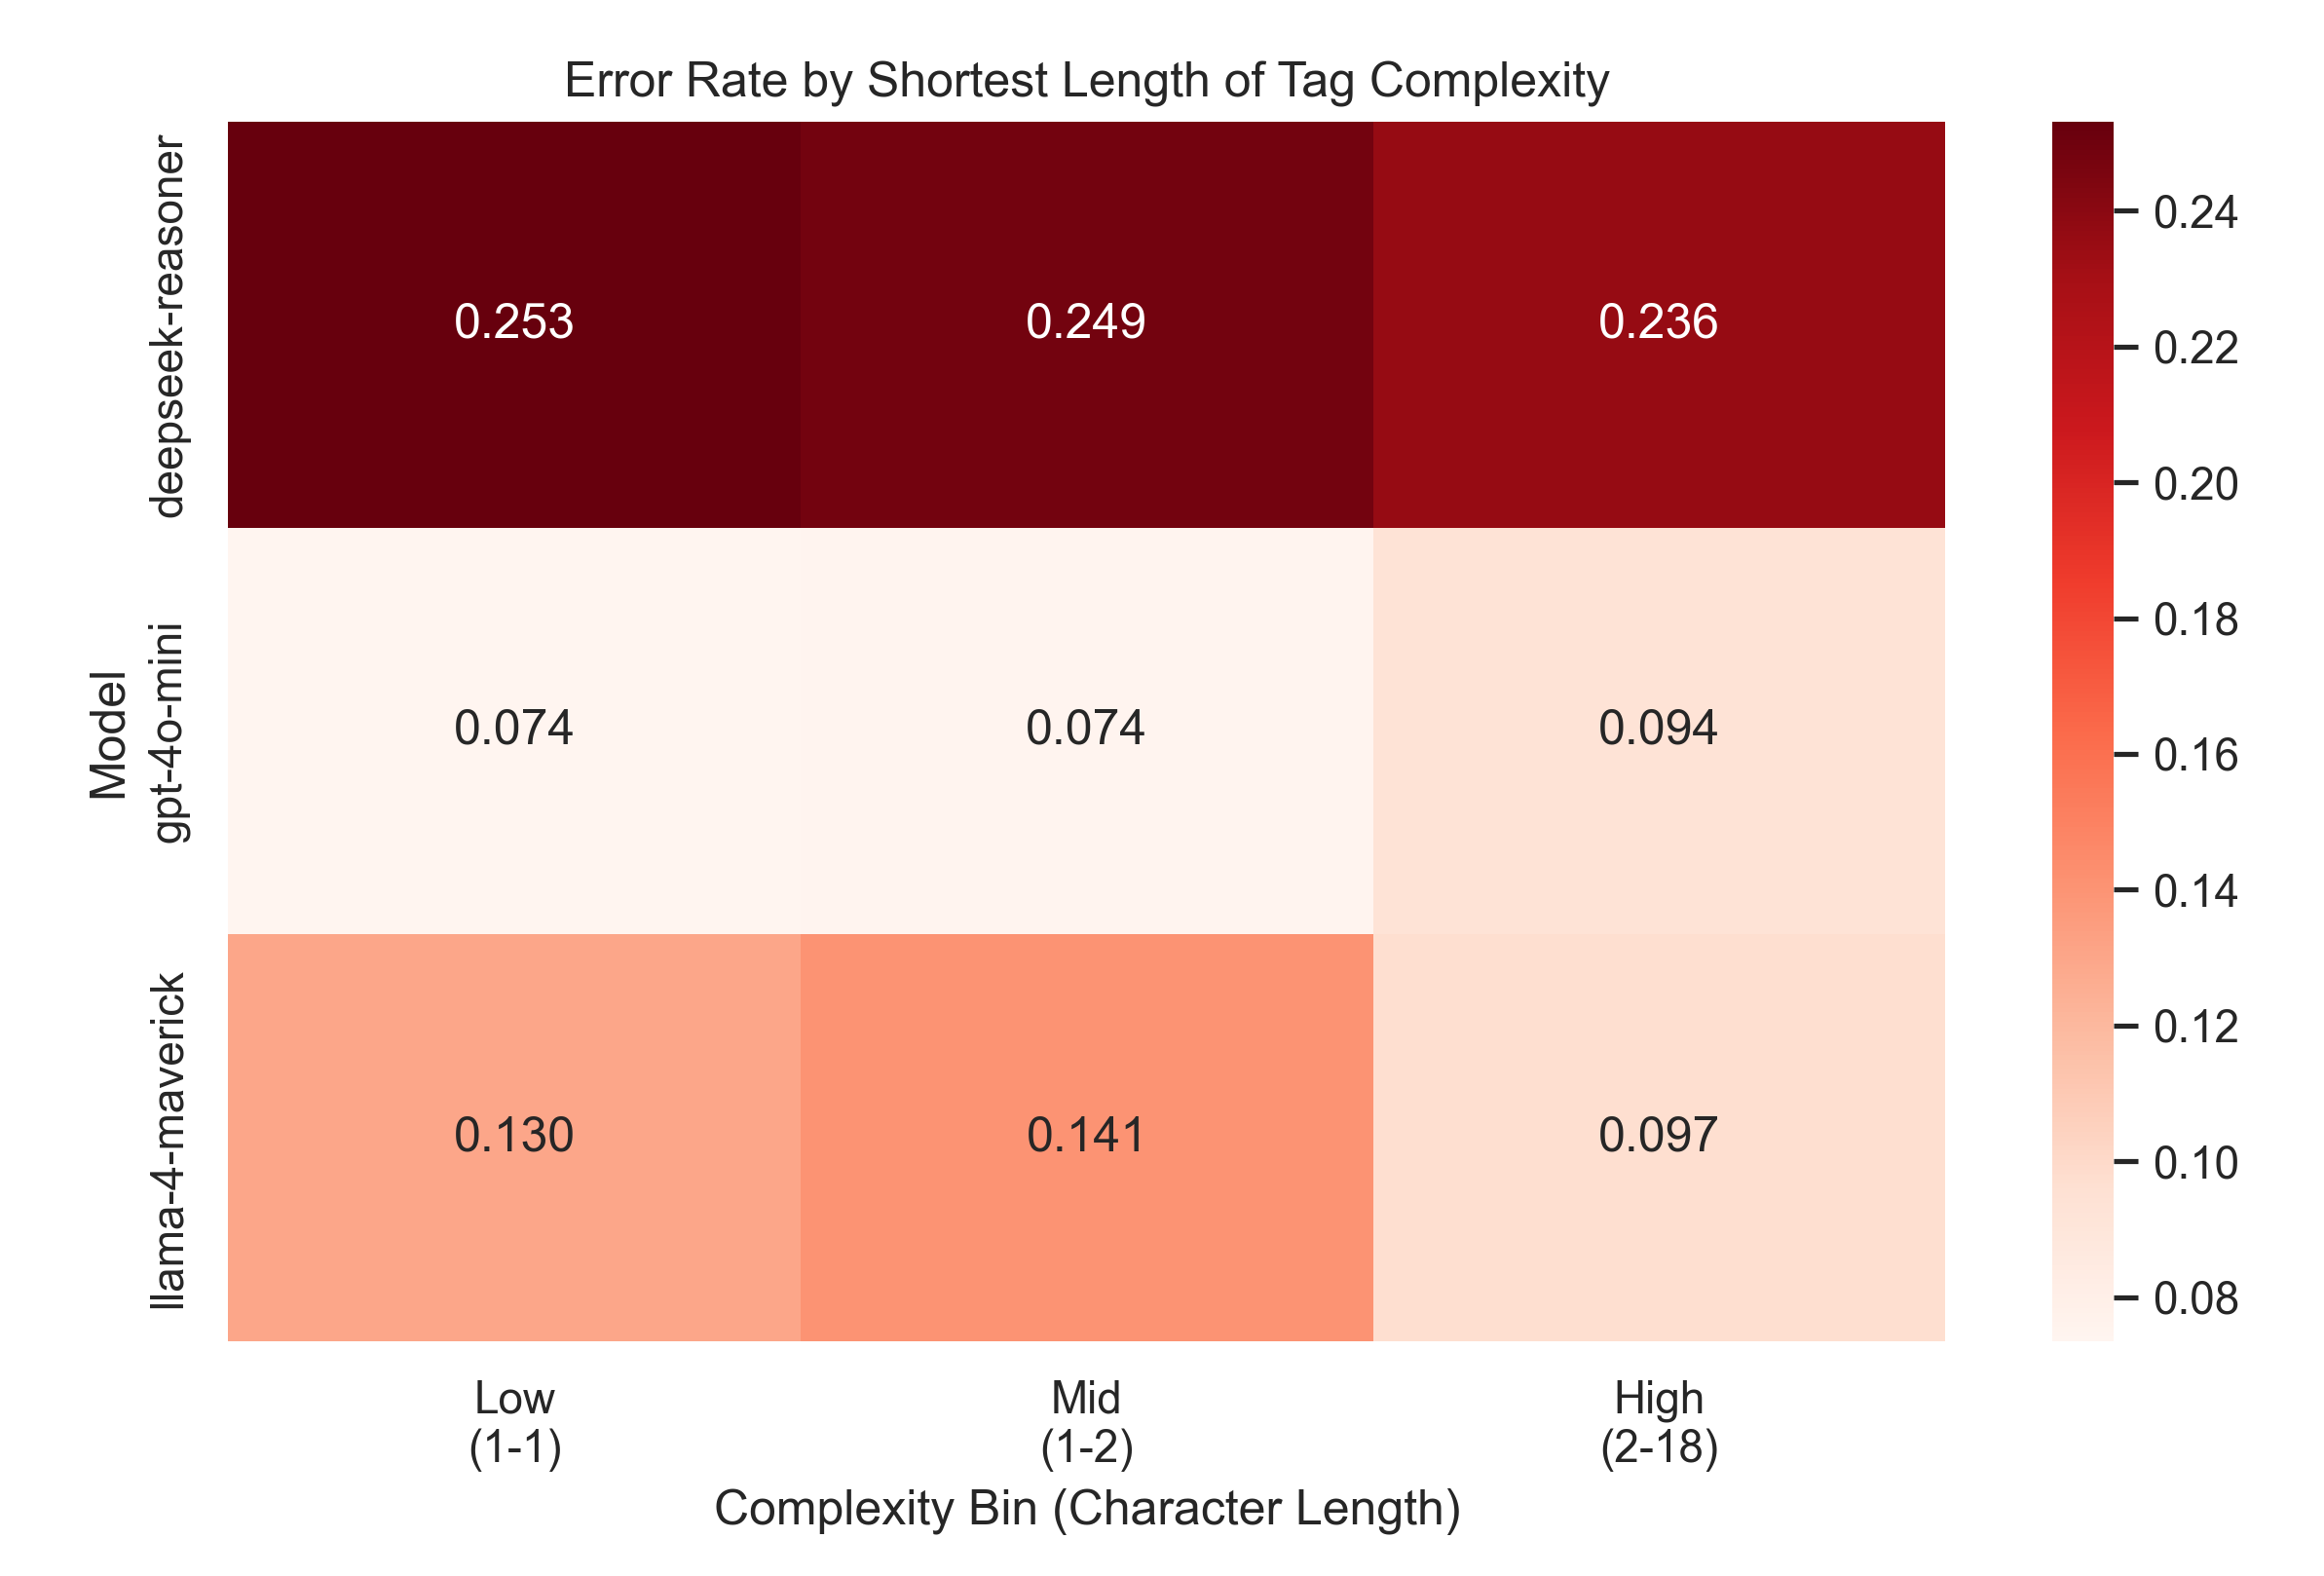 Error Rate by Shortest Length of Tag Complexity
Model
deepseek-reasoner
0.253 0.249 0.236
gpt-4o-mini
0.074 0.074 0.094
llama-4-maverick
0.130 0.141 0.097
Low Mid High
(1-1) (1-2) (2-18)
Complexity Bin (Character Length)
0.24
0.22
0.20
0.18
0.16
0.14
0.12
0.10
0.08